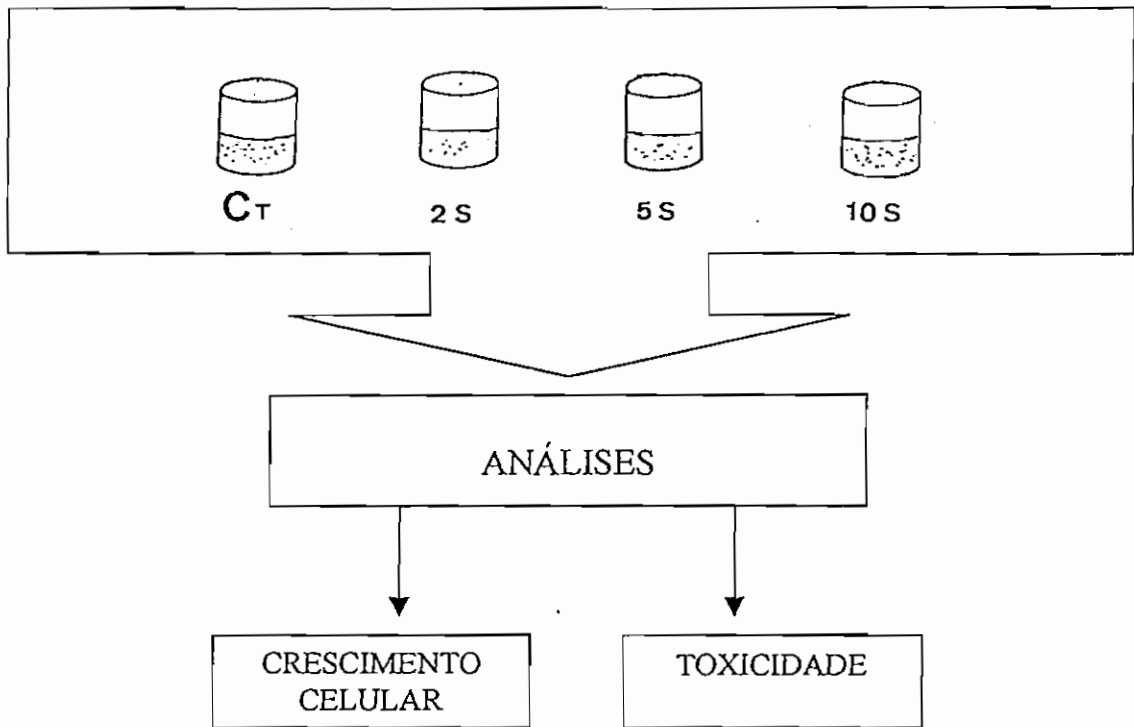 CT 2 S 5 S 10 S
ANÁLISES
CRESCIMENTO
CELULAR
TOXICIDADE